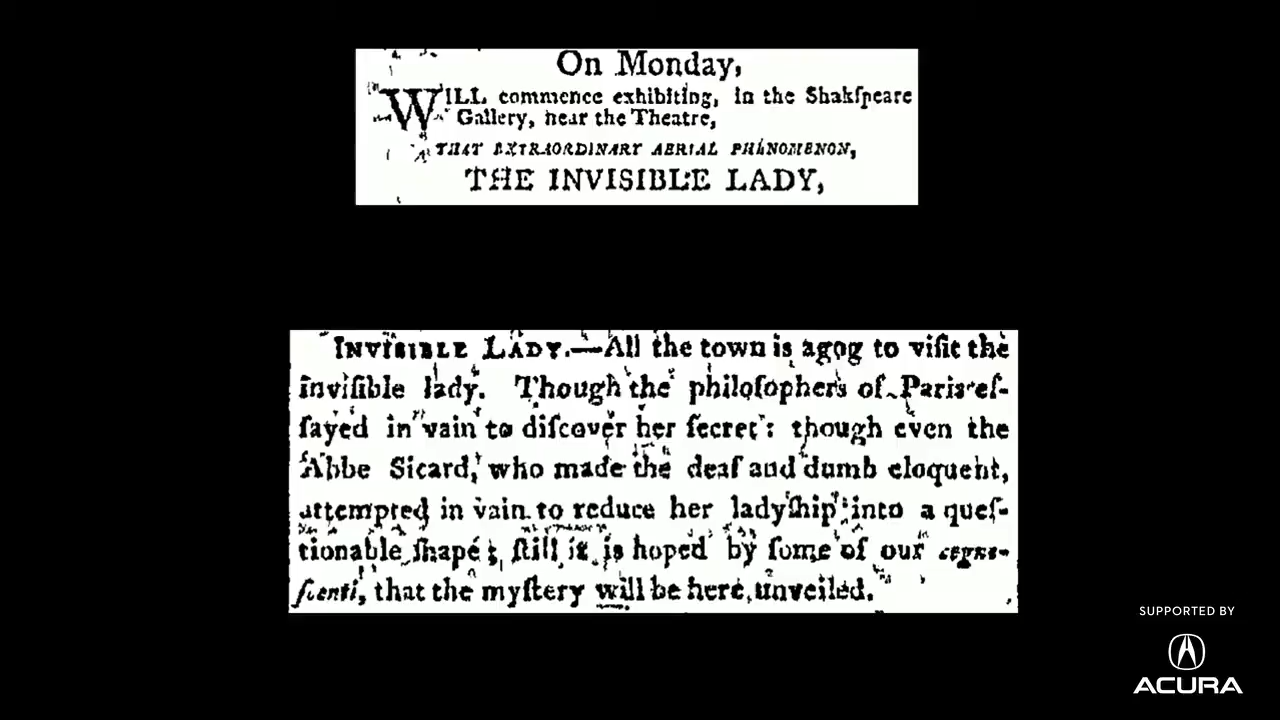 On Monday,
WILL commence exhibiting, in the Shakſpeare
Gallery, near the Theatre,
THAT EXTRAORDINARY AERIAL PHÆNOMENON,
THE INVISIBLE LADY,
INVISIBLE LADY.—All the town is agog to viſit the
inviſible lady. Though the philoſophers of Paris eſ-
ſayed in vain to diſcover her ſecret: though even the
Abbe Sicard, who made the deaf and dumb eloquent,
attempted in vain to reduce her ladyſhip into a queſ-
tionable ſhape; ſtill it is hoped by ſome of our cogno-
ſcenti, that the myſtery will be here unveiled.
SUPPORTED BY
ACURA